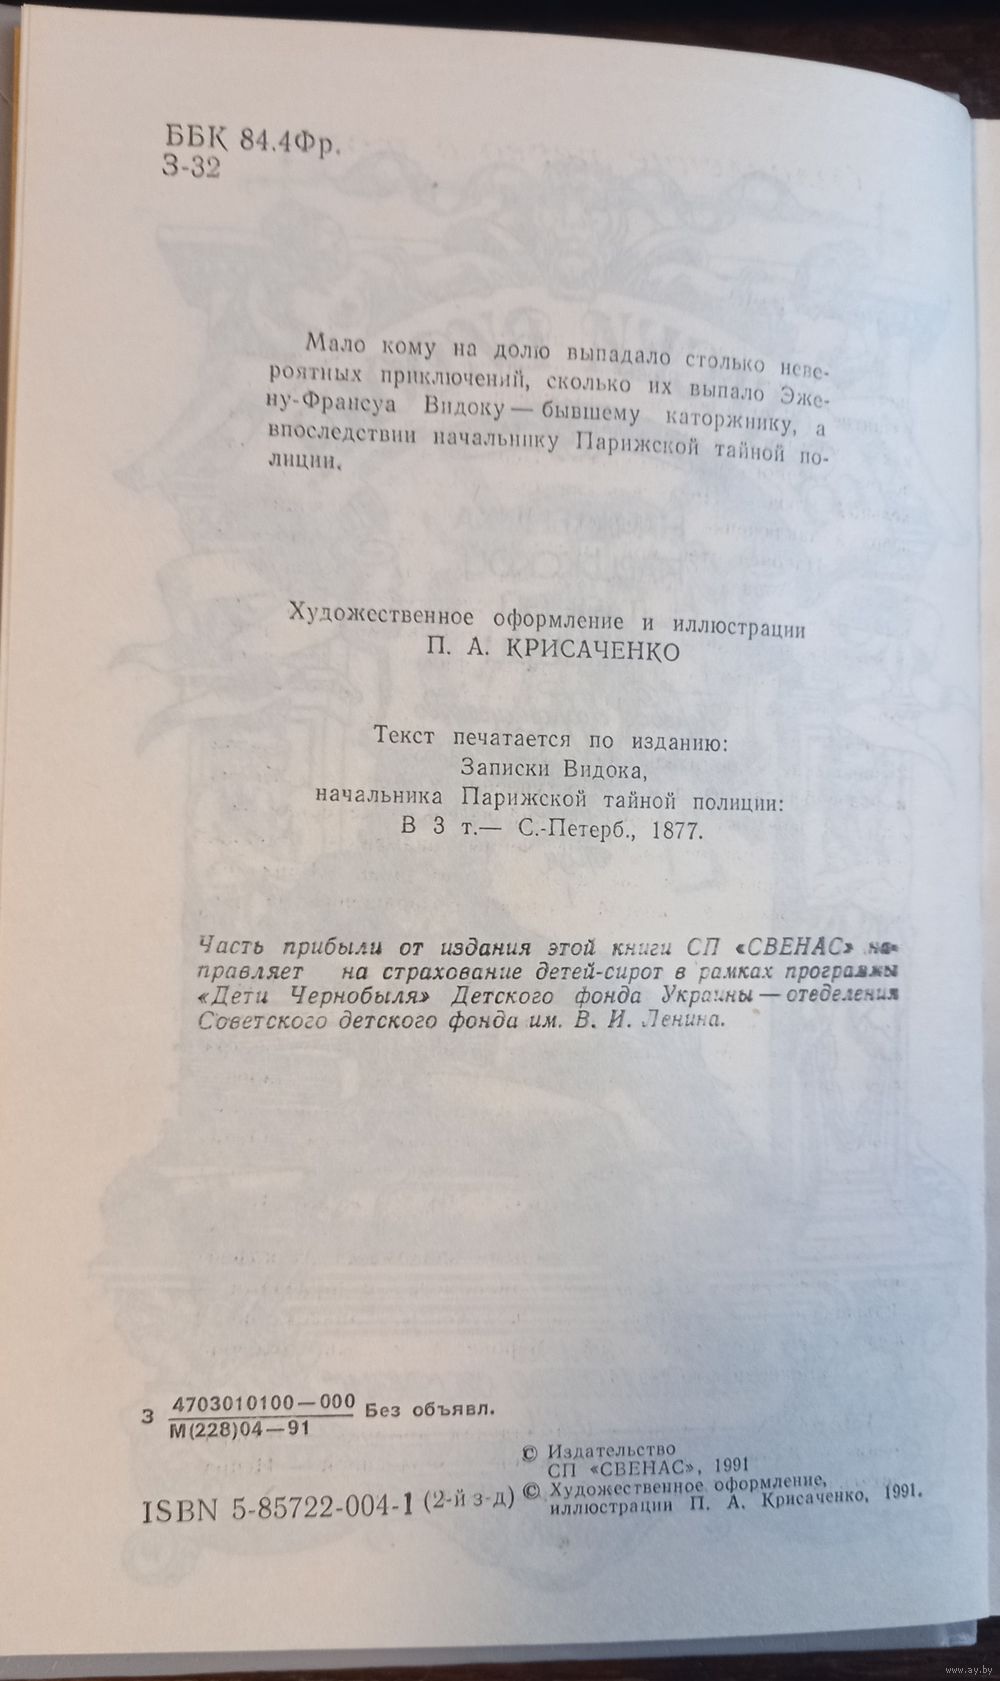 ББК 84.4Фр.
З-32
Мало кому на долю выпадало столько неве-
роятных приключений, сколько их выпало Эже-
ну-Франсуа Видоку — бывшему каторжнику, а
впоследствии начальнику Парижской тайной по-
лиции.
Художественное оформление и иллюстрации
П. А. КРИСАЧЕНКО
Текст печатается по изданию:
Записки Видока,
начальника Парижской тайной полиции:
В 3 т.— С.-Петерб., 1877.
Часть прибыли от издания этой книги СП «СВЕНАС» на-
правляет на страхование детей-сирот в рамках программы
«Дети Чернобыля» Детского фонда Украины — отеделения
Советского детского фонда им. В. И. Ленина.
З 4703010100—000 Без объявл.
М(228)04—91
© Издательство
СП «СВЕНАС», 1991
© Художественное оформление,
иллюстрации П. А. Крисаченко, 1991.
ISBN 5-85722-004-1 (2-й з-д)
www.ay.by